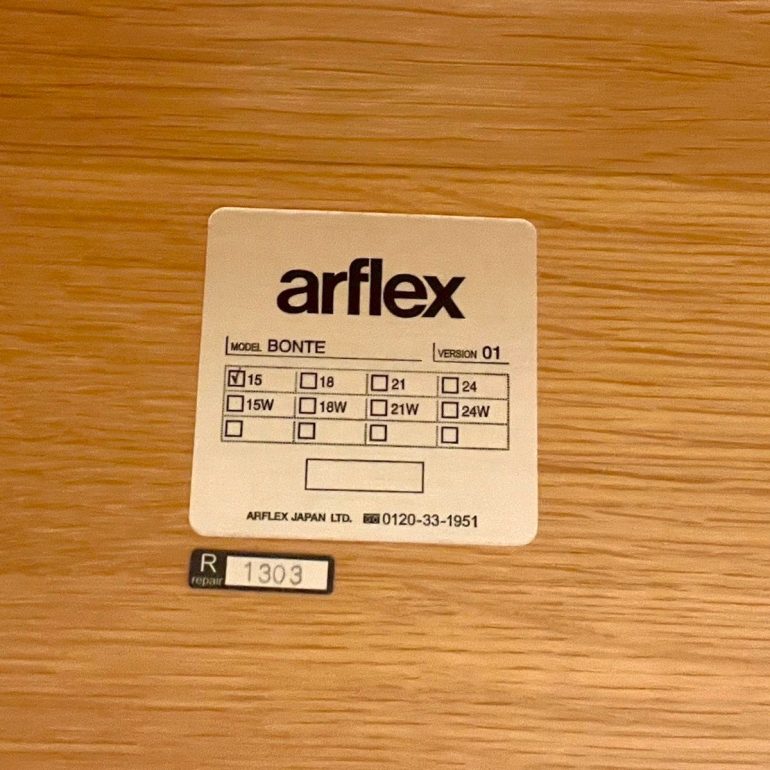 arflex
MODEL BONTE VERSION 01
15 18 21 24
15W 18W 21W 24W
ARFLEX JAPAN LTD. 0120-33-1951
R
repair 1303